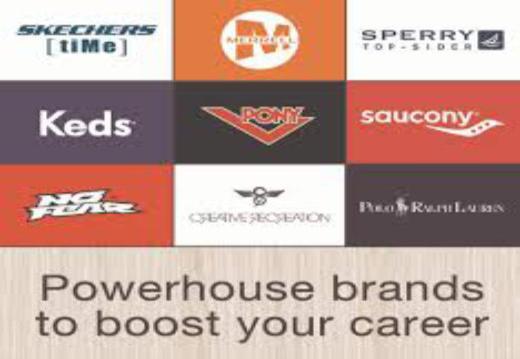 SKECHERS
[tiMe]
MERRELL
SPERRY
TOP-SIDER
Keds
PONY
saucony
NO
FEAR
CREATIVE RECREATION
POLO RALPH LAUREN
Powerhouse brands
to boost your career